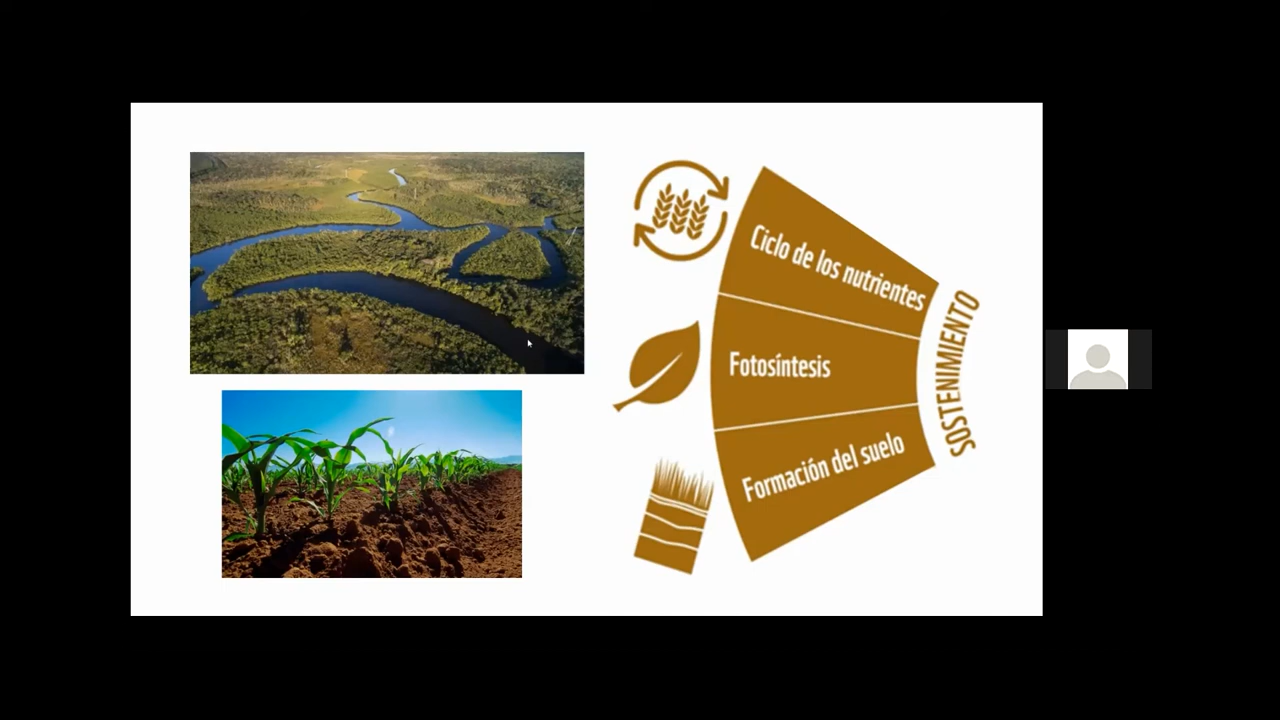 Ciclo de los nutrientes
Fotosíntesis
Formación del suelo
SOSTENIMIENTO